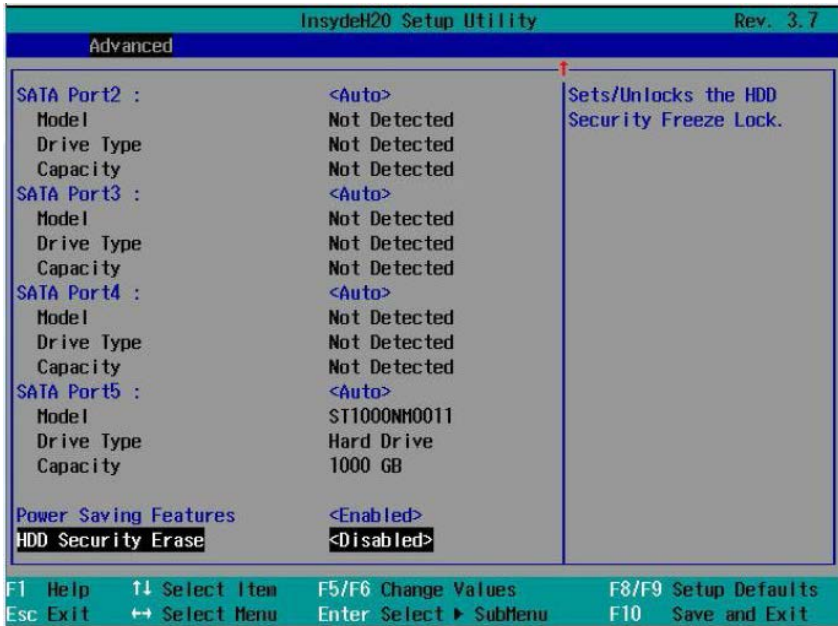 InsydeH2O Setup Utility Rev. 3.7
Advanced
SATA Port2 : <Auto>
Model Not Detected
Drive Type Not Detected
Capacity Not Detected
SATA Port3 : <Auto>
Model Not Detected
Drive Type Not Detected
Capacity Not Detected
SATA Port4 : <Auto>
Model Not Detected
Drive Type Not Detected
Capacity Not Detected
SATA Port5 : <Auto>
Model ST1000NM0011
Drive Type Hard Drive
Capacity 1000 GB
Power Saving Features <Enabled>
HDD Security Erase <Disabled>
Sets/Unlocks the HDD
Security Freeze Lock.
F1 Help ↑↓ Select Item F5/F6 Change Values F8/F9 Setup Defaults
Esc Exit ↔ Select Menu Enter Select ▶ SubMenu F10 Save and Exit